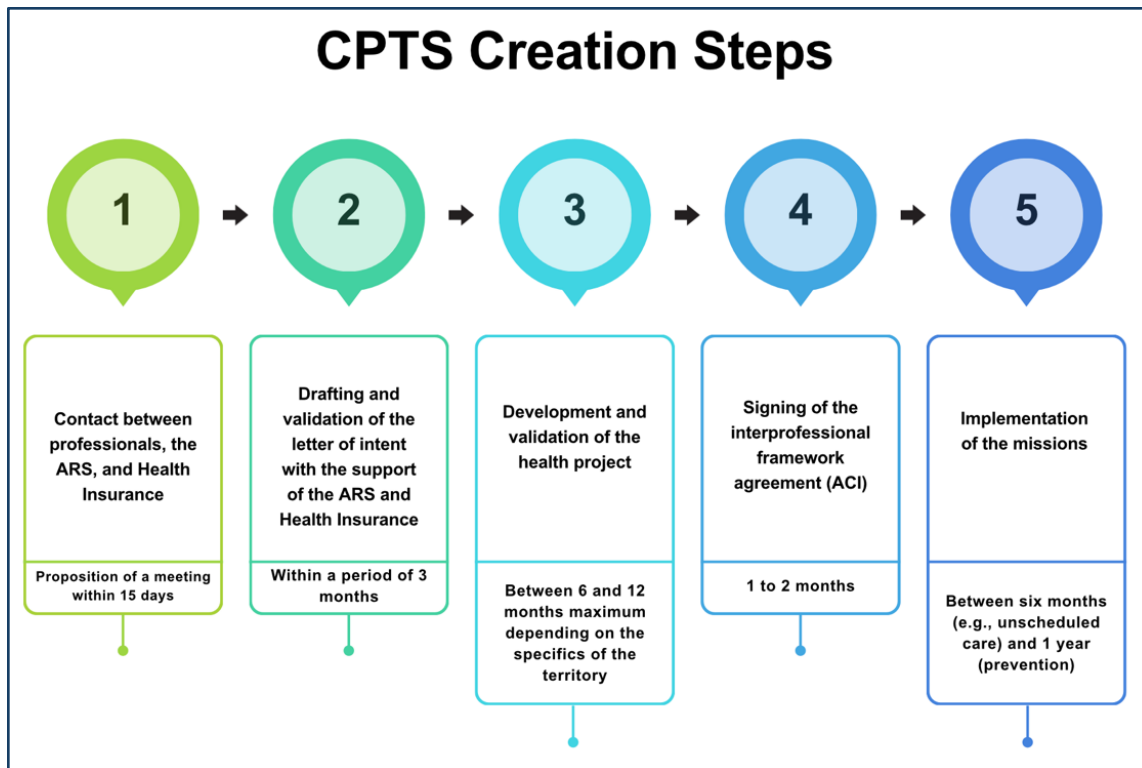 CPTS Creation Steps
1
2
3
4
5
Contact between
professionals, the
ARS, and Health
Insurance
Proposition of a meeting
within 15 days
Drafting and
validation of the
letter of intent
with the support
of the ARS and
Health Insurance
Within a period of 3
months
Development and
validation of the
health project
Between 6 and 12
months maximum
depending on the
specifics of the
territory
Signing of the
interprofessional
framework
agreement (ACI)
1 to 2 months
Implementation
of the missions
Between six months
(e.g., unscheduled
care) and 1 year
(prevention)